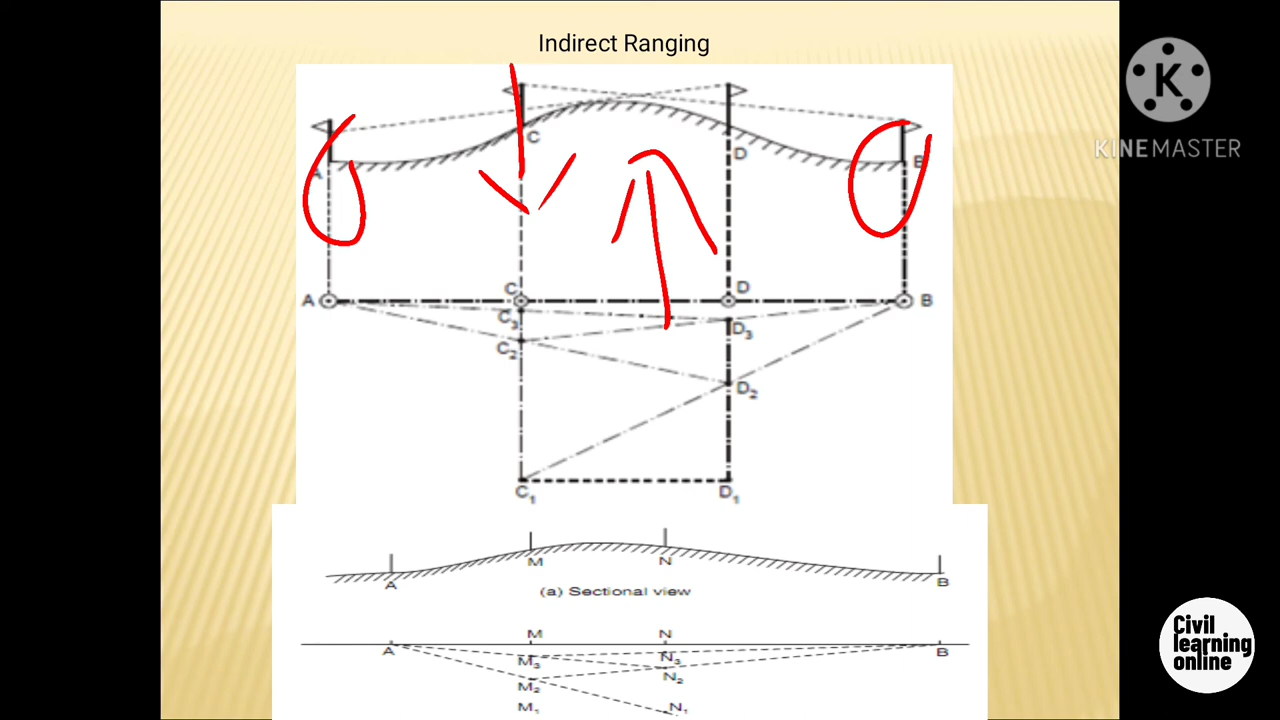 Indirect Ranging
KINEMASTER
C
D
A
B
A
C
D
B
C3
D3
C2
D2
C1
D1
A
M
N
B
(a) Sectional view
M
N
A
B
M3
N3
M2
N2
M1
N1
Civil
learning
online